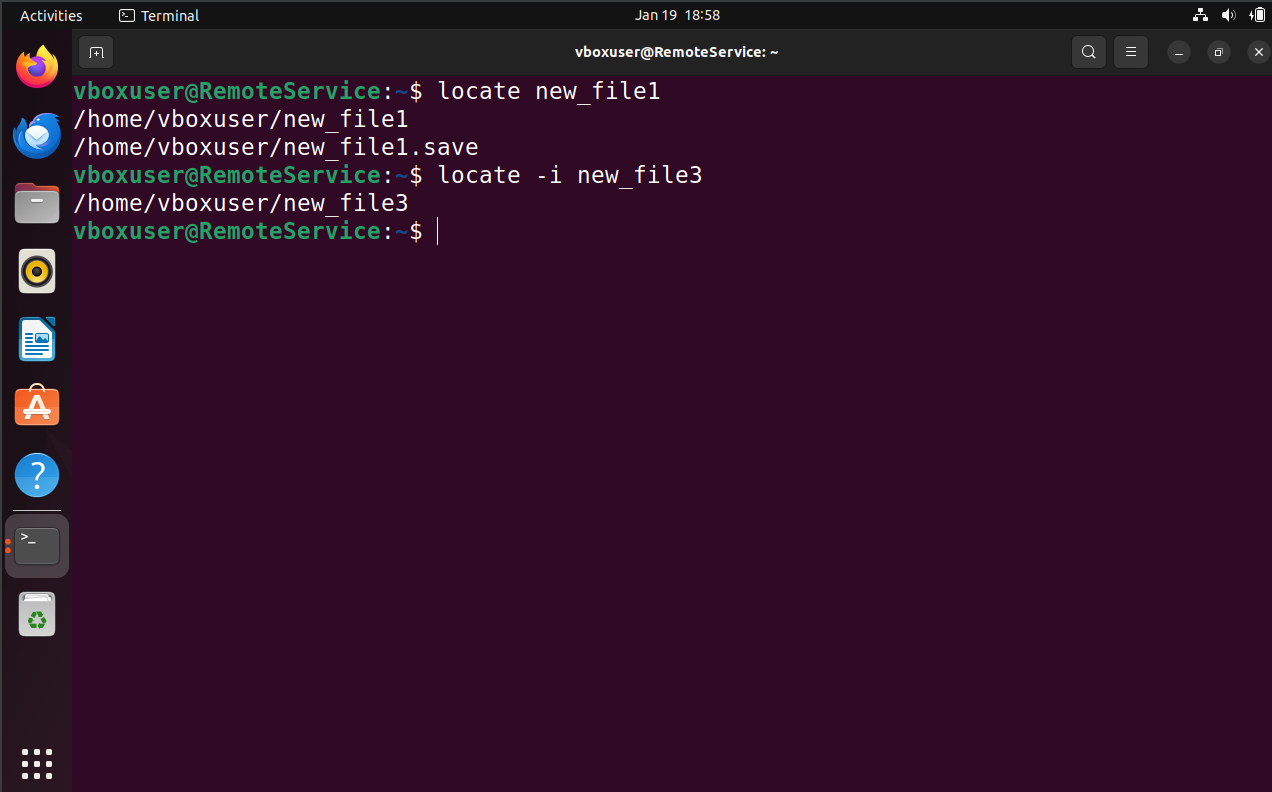 Activities Terminal Jan 19 18:58
vboxuser@RemoteService: ~
vboxuser@RemoteService:~$ locate new_file1
/home/vboxuser/new_file1
/home/vboxuser/new_file1.save
vboxuser@RemoteService:~$ locate -i new_file3
/home/vboxuser/new_file3
vboxuser@RemoteService:~$